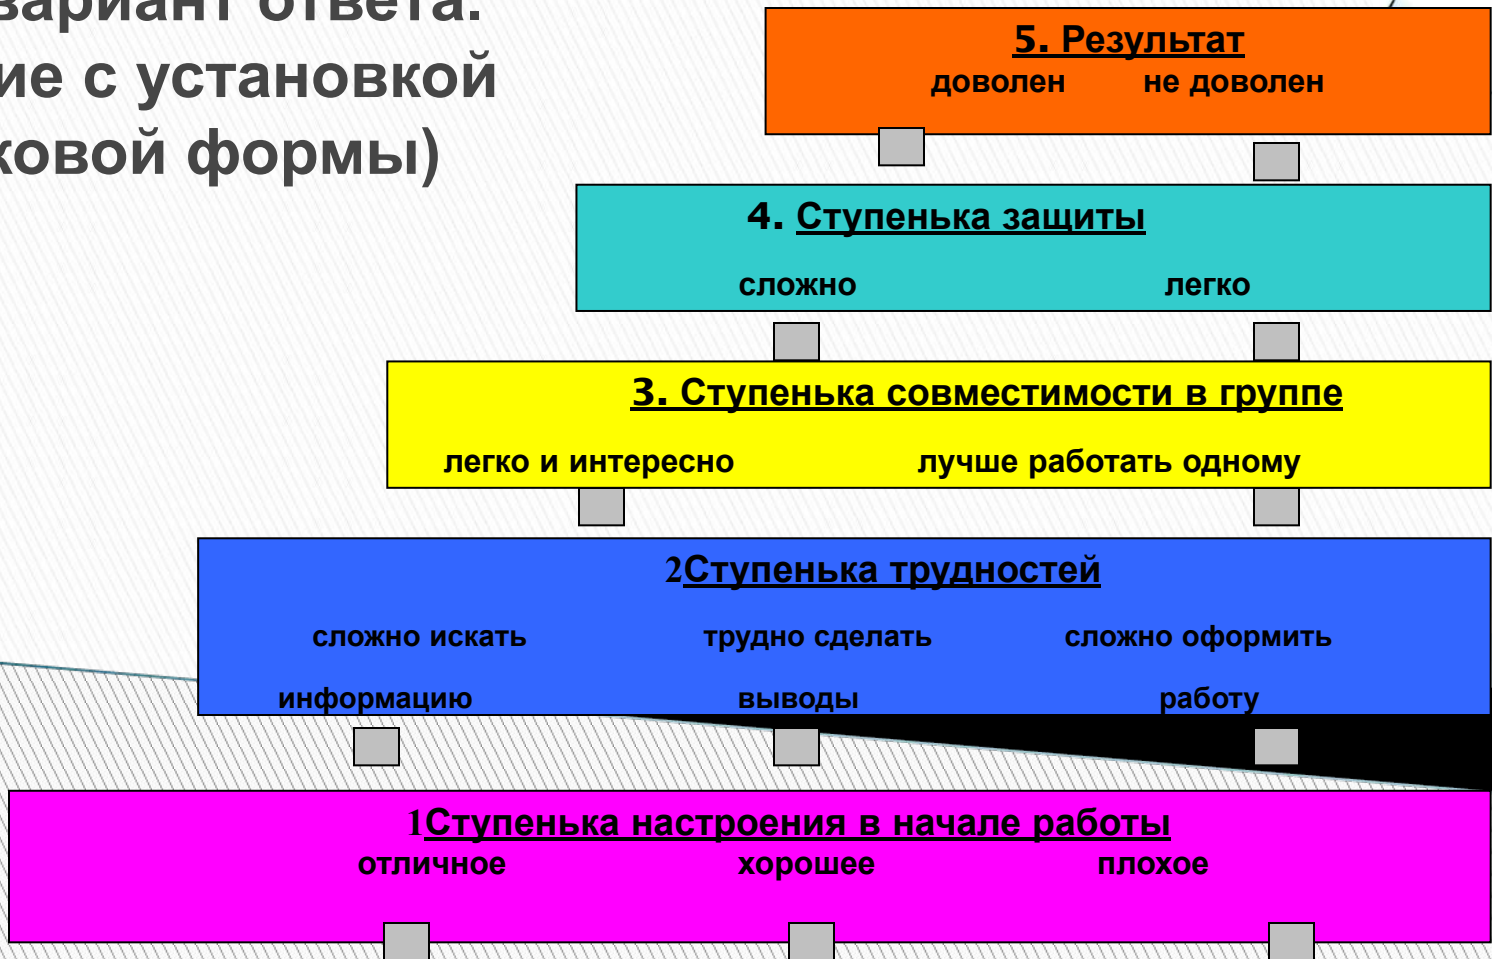 вариант ответа.
ие с установкой
ковой формы)
5. Результат
доволен не доволен
4. Ступенька защиты
сложно легко
3. Ступенька совместимости в группе
легко и интересно лучше работать одному
2Ступенька трудностей
сложно искать трудно сделать сложно оформить
информацию выводы работу
1Ступенька настроения в начале работы
отличное хорошее плохое